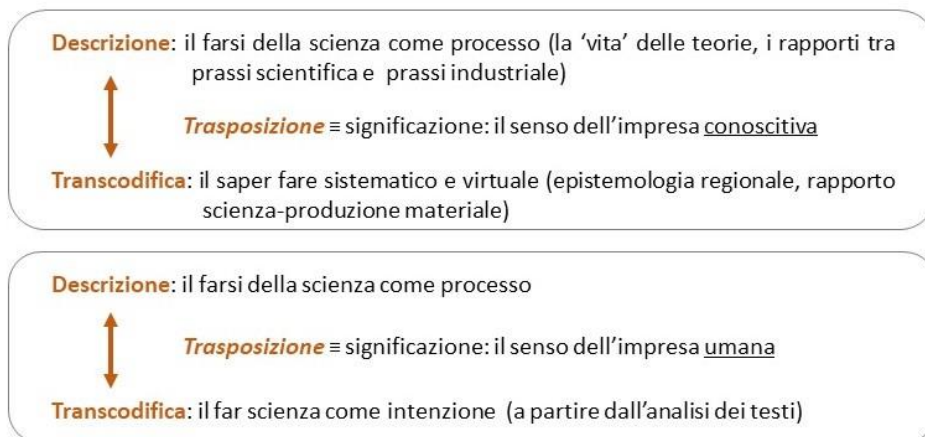 Descrizione: il farsi della scienza come processo (la ‘vita’ delle teorie, i rapporti tra
prassi scientifica e prassi industriale)
Trasposizione ≡ significazione: il senso dell’impresa conoscitiva
Transcodifica: il saper fare sistematico e virtuale (epistemologia regionale, rapporto
scienza-produzione materiale)
Descrizione: il farsi della scienza come processo
Trasposizione ≡ significazione: il senso dell’impresa umana
Transcodifica: il far scienza come intenzione (a partire dall’analisi dei testi)